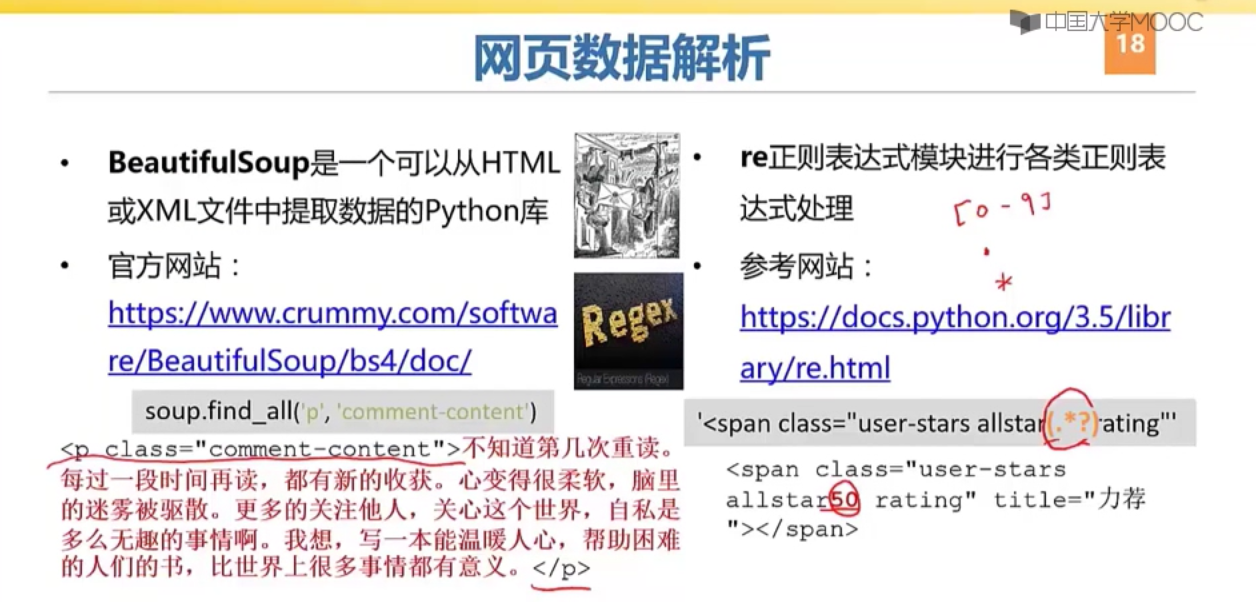 中国大学MOOC
网页数据解析
18
• BeautifulSoup是一个可以从HTML
或XML文件中提取数据的Python库
• 官方网站：
https://www.crummy.com/softwa
re/BeautifulSoup/bs4/doc/
soup.find_all('p', 'comment-content')
<p class="comment-content">不知道第几次重读。
每过一段时间再读，都有新的收获。心变得很柔软，脑里
的迷雾被驱散。更多的关注他人，关心这个世界，自私是
多么无趣的事情啊。我想，写一本能温暖人心，帮助困难
的人们的书，比世界上很多事情都有意义。</p>
Regex
Regular Expressions (Regex)
• re正则表达式模块进行各类正则表
达式处理
[0-9]
.
*
• 参考网站：
https://docs.python.org/3.5/libr
ary/re.html
'<span class="user-stars allstar(.*?)rating"'
<span class="user-stars
allstar50 rating" title="力荐
"></span>